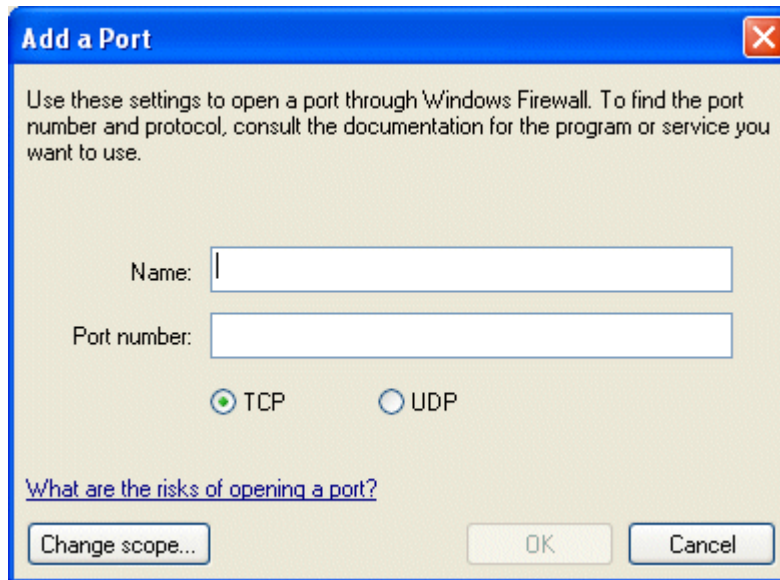 Add a Port
Use these settings to open a port through Windows Firewall. To find the port
number and protocol, consult the documentation for the program or service you
want to use.
Name:
Port number:
TCP UDP
What are the risks of opening a port?
Change scope... OK Cancel